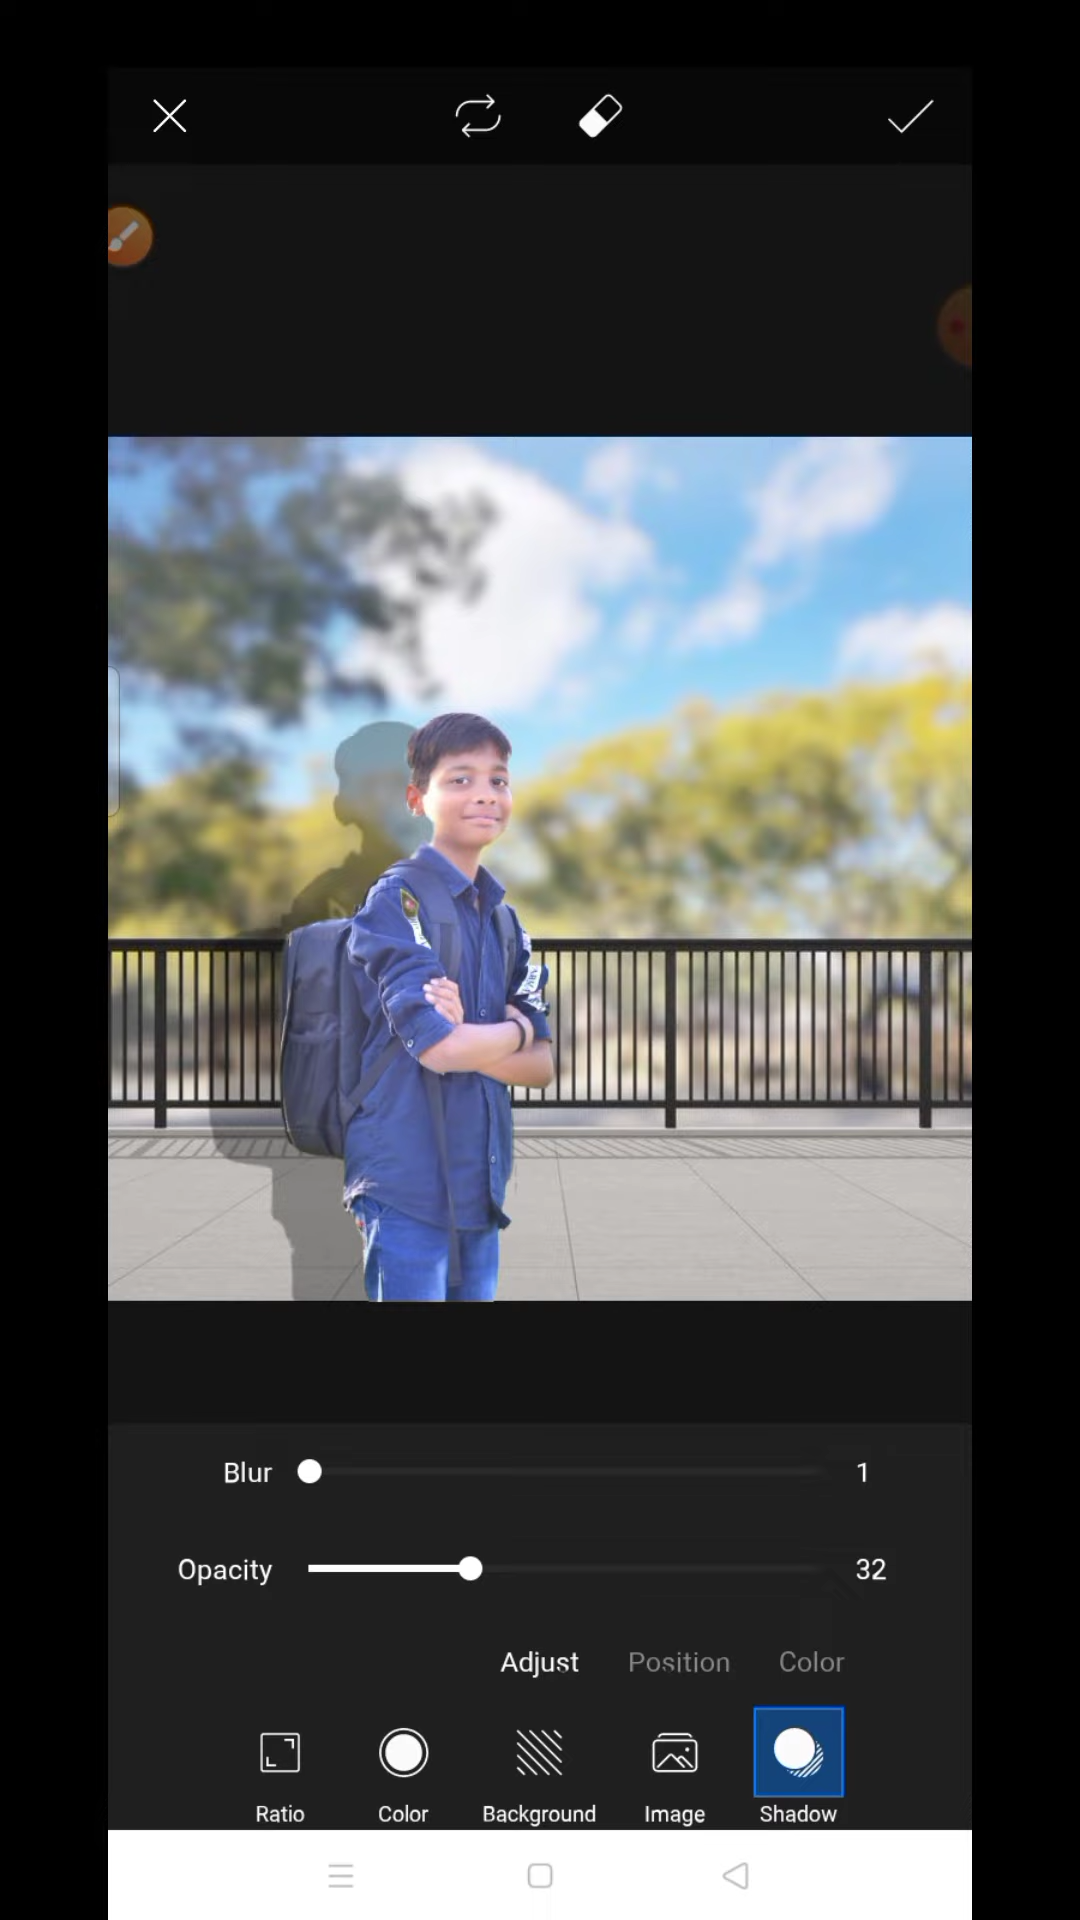 Blur 1
Opacity 32
Adjust Position Color
Ratio Color Background Image Shadow